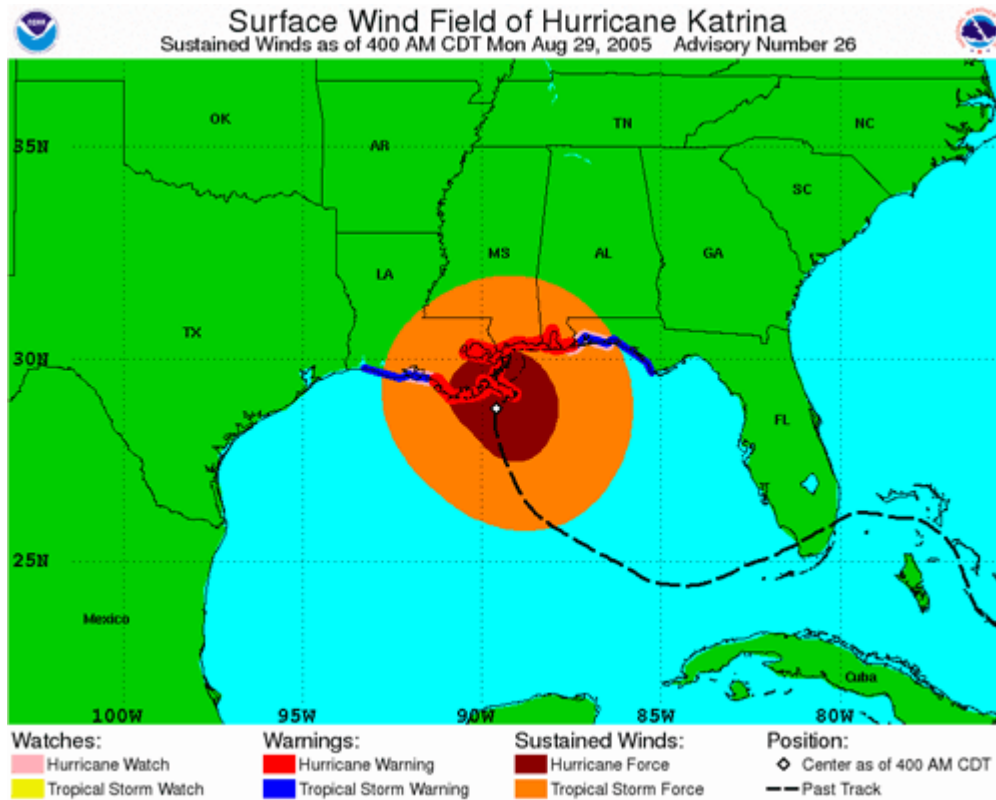 Surface Wind Field of Hurricane Katrina
Sustained Winds as of 400 AM CDT Mon Aug 29, 2005 Advisory Number 26
OK
TN
NC
AR
35N
SC
MS
AL
GA
LA
TX
30N
FL
25N
Mexico
Cuba
100W
95W
90W
85W
80W
Watches:
Warnings:
Sustained Winds:
Position:
Hurricane Watch
Hurricane Warning
Hurricane Force
Center as of 400 AM CDT
Tropical Storm Watch
Tropical Storm Warning
Tropical Storm Force
Past Track